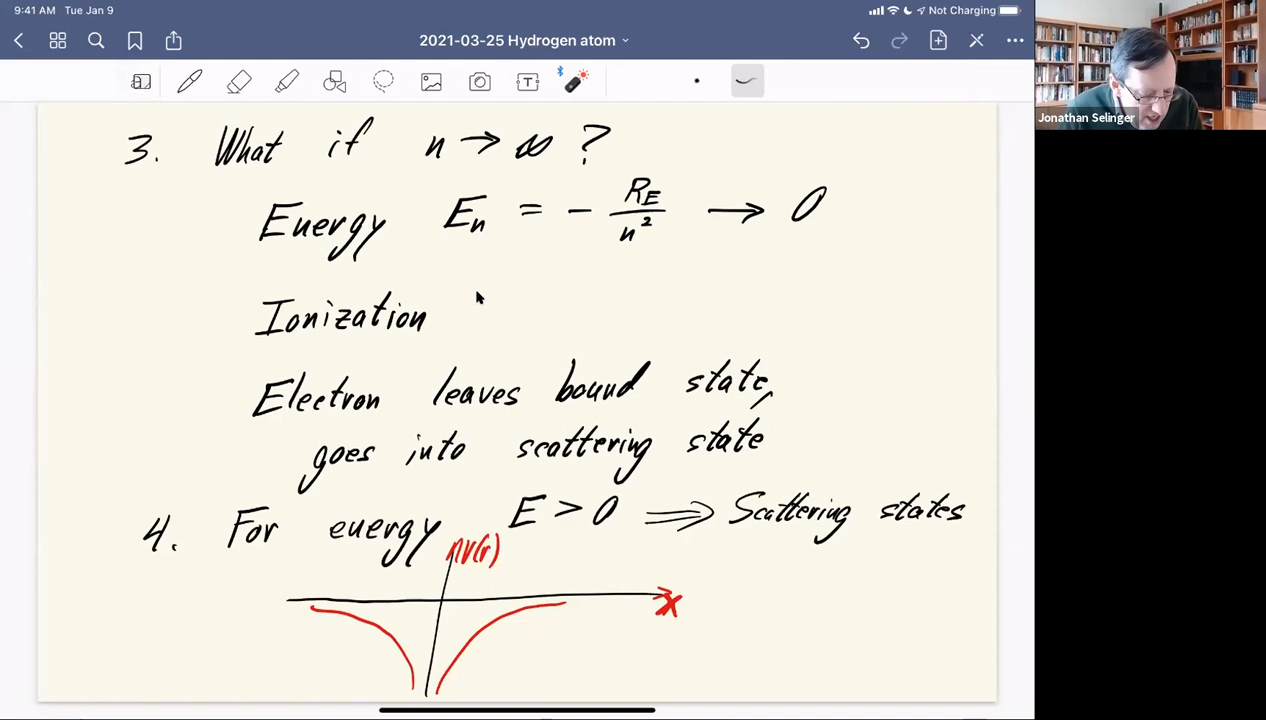 9:41 AM Tue Jan 9
Not Charging
2021-03-25 Hydrogen atom
T
Jonathan Selinger
3. What if n → ∞ ?
Energy Eₙ = - R_E / n² → 0
Ionization
Electron leaves bound state,
goes into scattering state
4. For energy E > 0 ⟹ Scattering states
V(r)
x